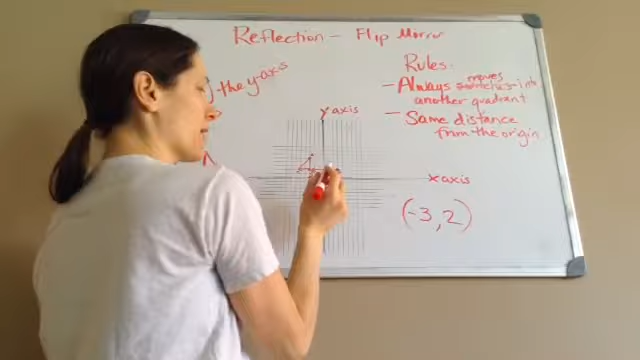 Reflection - Flip Mirror
the y-axis
Rules:
- Always moves into
another quadrant
- Same distance
from the origin
y axis
x axis
(-3, 2)